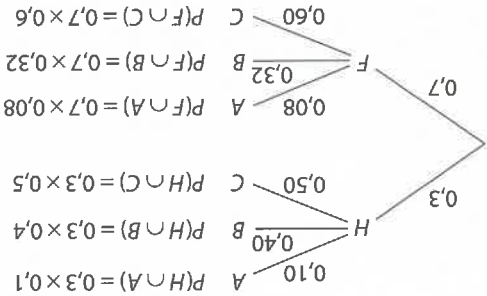 0,10 A P(H ∩ A) = 0,3 × 0,1
H 0,40 B P(H ∩ B) = 0,3 × 0,4
0,3 0,50 C P(H ∩ C) = 0,3 × 0,5
0,08 A P(F ∩ A) = 0,7 × 0,08
0,7
F 0,32 B P(F ∩ B) = 0,7 × 0,32
0,60 C P(F ∩ C) = 0,7 × 0,6